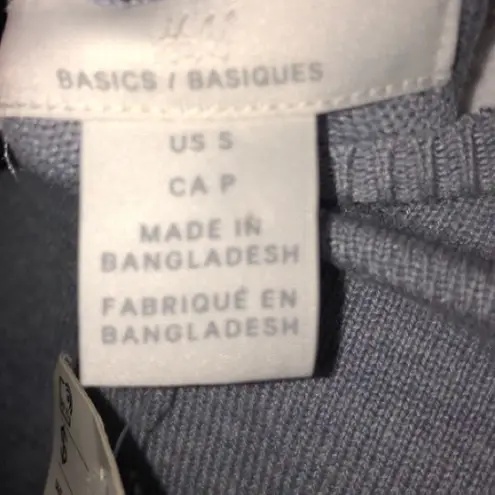 BASICS / BASIQUES
US S
CA P
MADE IN
BANGLADESH
FABRIQUÉ EN
BANGLADESH